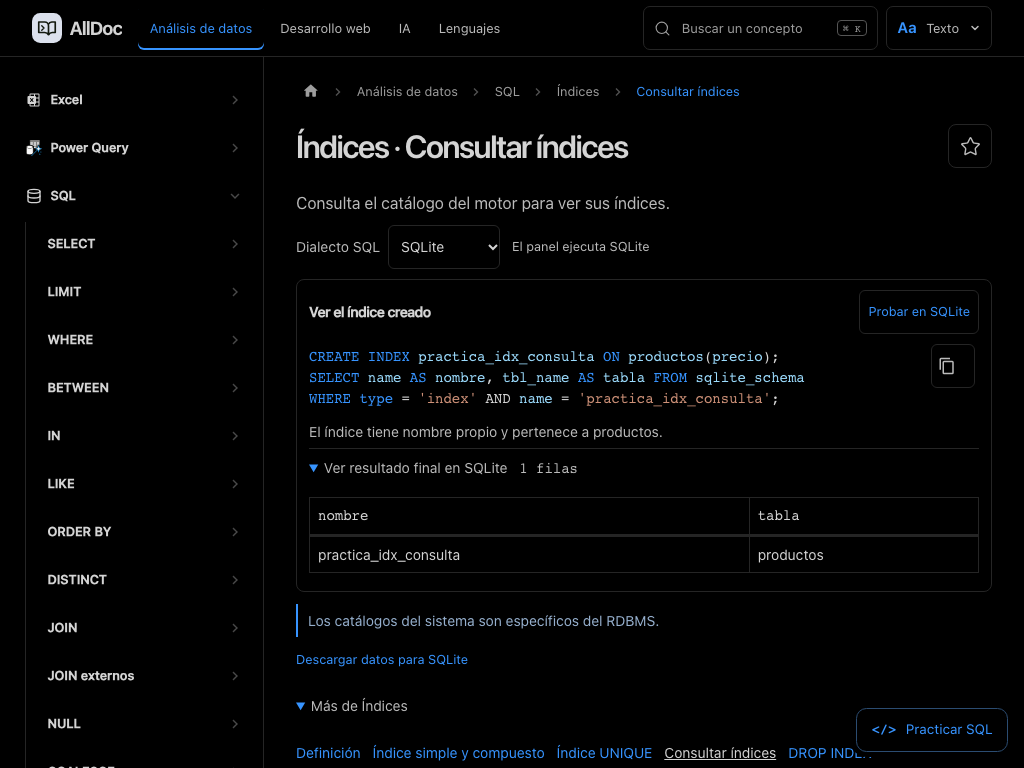 AllDoc
Análisis de datos
Desarrollo web
IA
Lenguajes
Buscar un concepto
⌘ K
Aa Texto
Excel
Power Query
SQL
SELECT
LIMIT
WHERE
BETWEEN
IN
LIKE
ORDER BY
DISTINCT
JOIN
JOIN externos
NULL
Análisis de datos > SQL > Índices > Consultar índices
Índices · Consultar índices
Consulta el catálogo del motor para ver sus índices.
Dialecto SQL SQLite El panel ejecuta SQLite
Ver el índice creado
Probar en SQLite
CREATE INDEX practica_idx_consulta ON productos(precio);
SELECT name AS nombre, tbl_name AS tabla FROM sqlite_schema
WHERE type = 'index' AND name = 'practica_idx_consulta';
El índice tiene nombre propio y pertenece a productos.
Ver resultado final en SQLite 1 filas
nombre tabla
practica_idx_consulta productos
Los catálogos del sistema son específicos del RDBMS.
Descargar datos para SQLite
Más de Índices
Definición Índice simple y compuesto Índice UNIQUE Consultar índices DROP
</> Practicar SQL